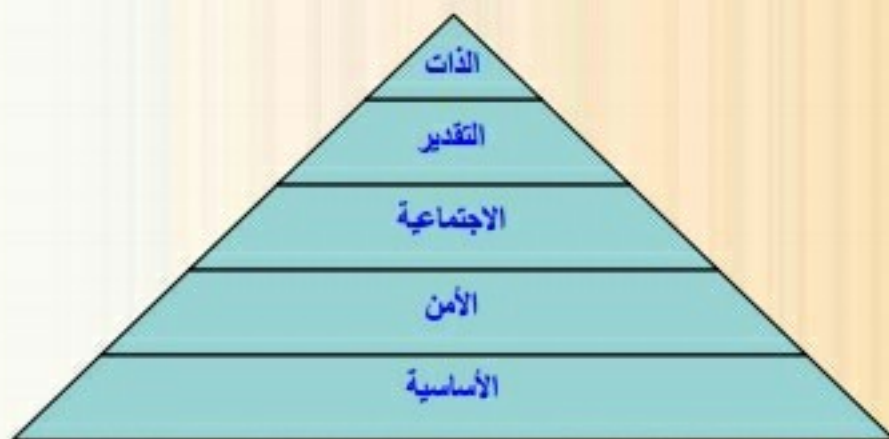 الذات
التقدير
الاجتماعية
الأمن
الأساسية